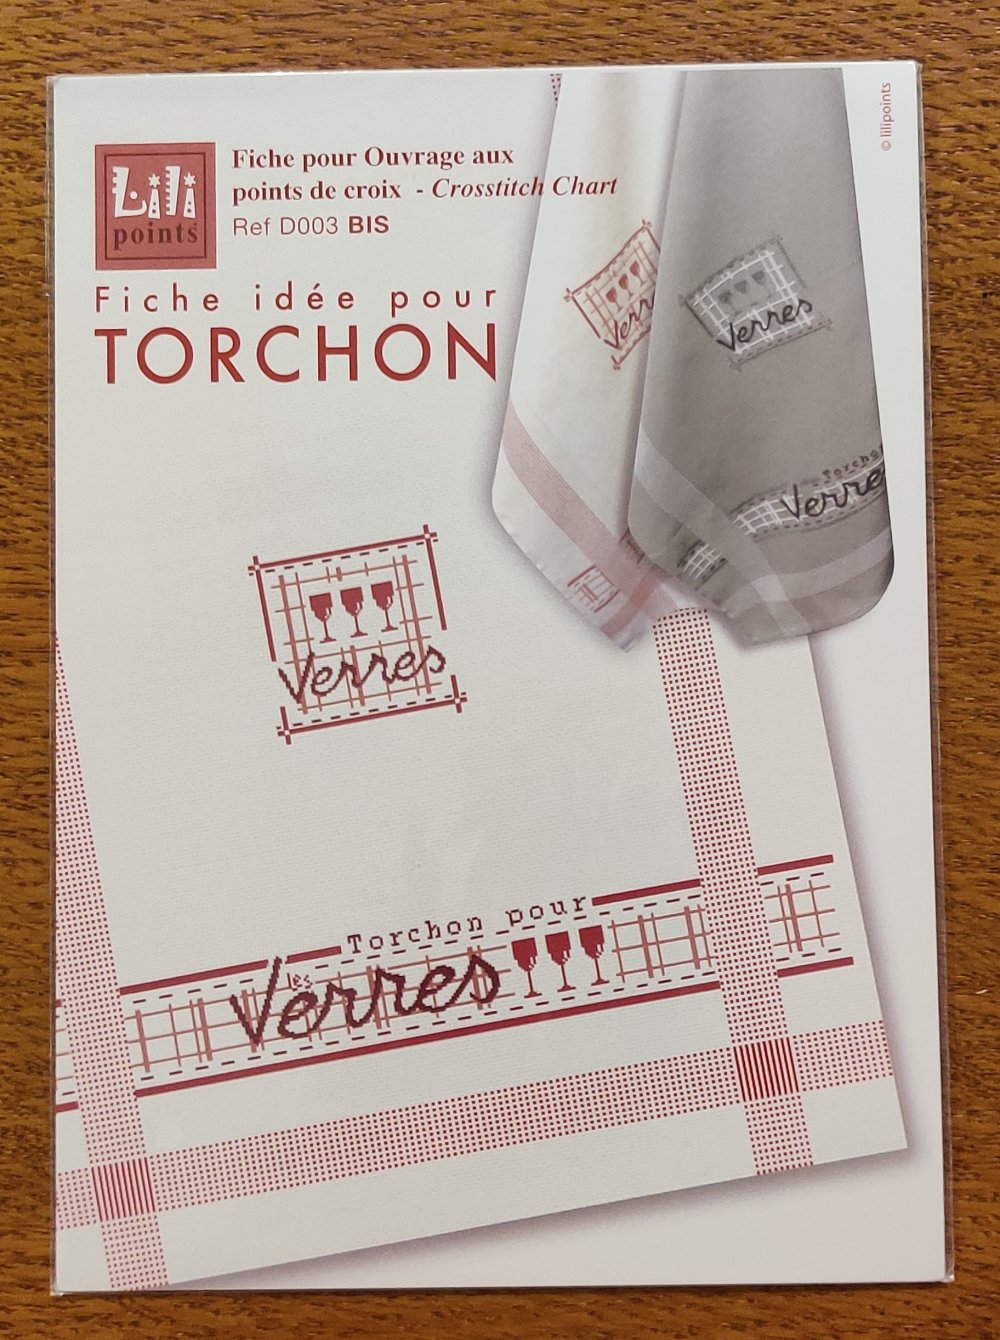 © lilipoints
Lili
points
Fiche pour Ouvrage aux
points de croix - Crosstitch Chart
Ref D003 BIS
Fiche idée pour
TORCHON
Verres
Verres
Torchon
Verres
Verres
Torchon pour
les
Verres